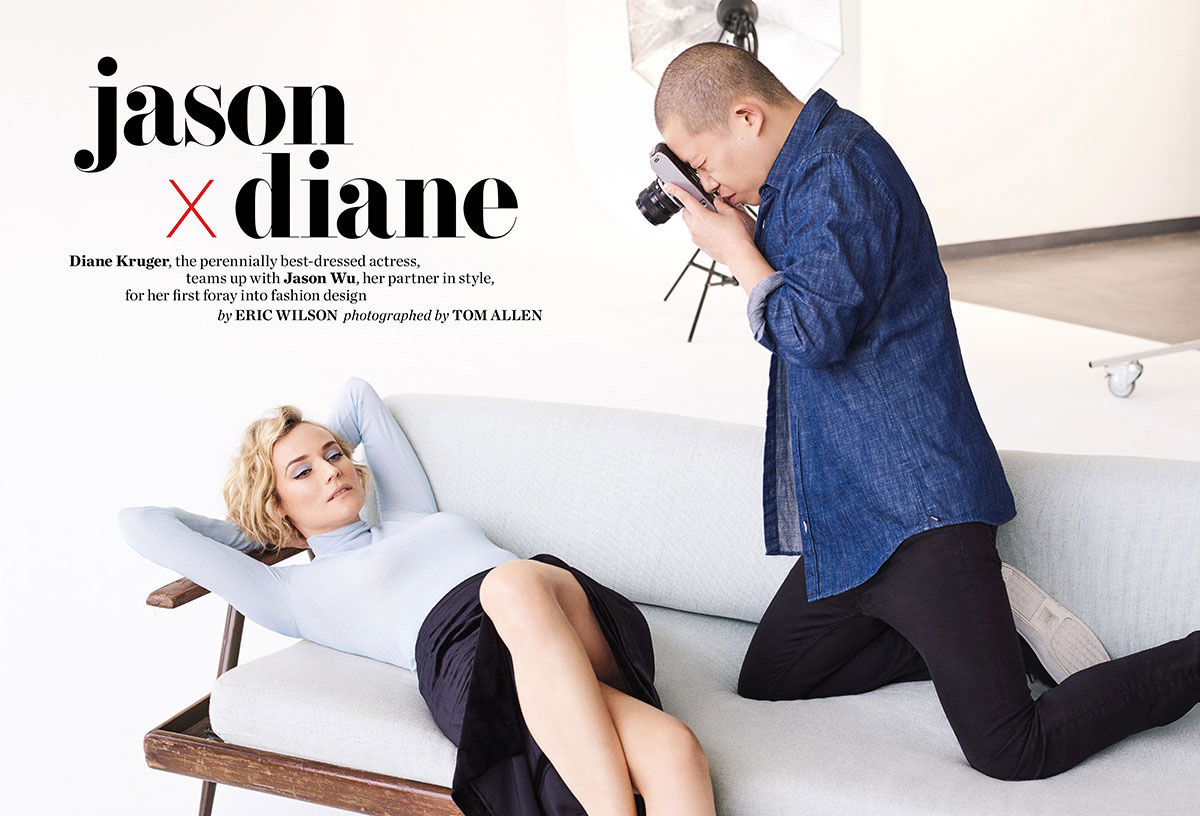 jason
x diane
Diane Kruger, the perennially best-dressed actress,
teams up with Jason Wu, her partner in style,
for her first foray into fashion design
by ERIC WILSON photographed by TOM ALLEN